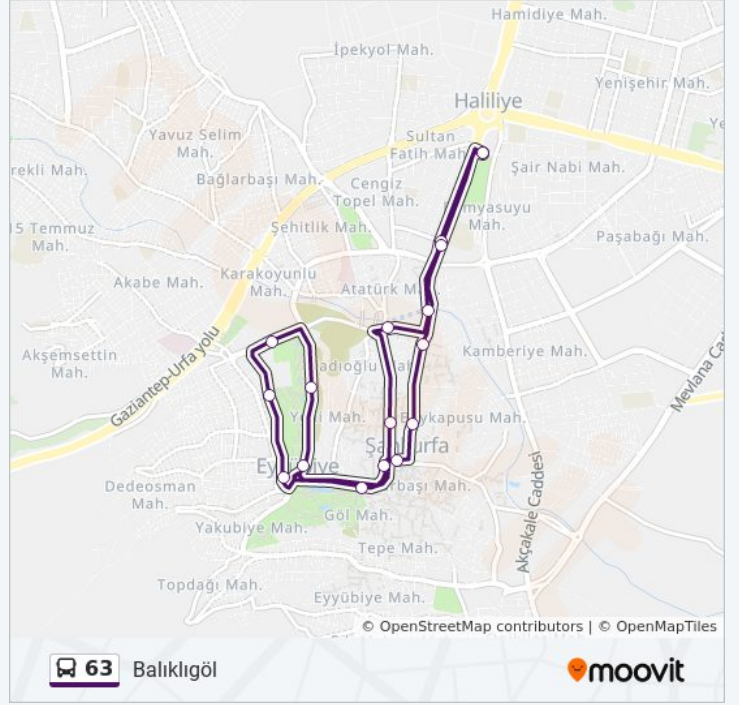 Hamidiye Mah.
İpekyol Mah.
Yenişehir Mah.
Haliliye
Yavuz Selim
Mah.
Sultan
Fatih Mah.
Şair Nabi Mah.
Bağlarbaşı Mah.
Cengiz
Topel Mah.
Mah.
15 Temmuz
Mah.
Şehitlik Mah.
Paşabağı Mah.
Karakoyunlu
Mah.
Akabe Mah.
Atatürk
Akşemsettin
Mah.
Gaziantep-Urfa yolu
Kamberiye Mah.
Mah.
Eyyübiye
Şanlıurfa
Dedeosman
Mah.
Göl Mah.
Yakubiye Mah.
Tepe Mah.
Akçakale Caddesi
Topdağı Mah.
Eyyübiye Mah.
© OpenStreetMap contributors | © OpenMapTiles
63 Balıklıgöl
moovit